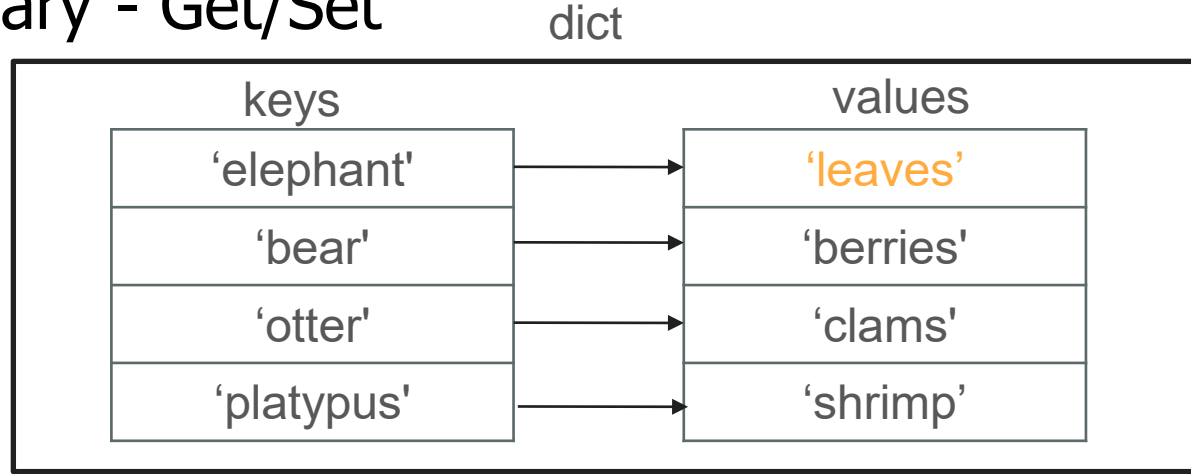 ary - Get/Set
dict
keys values
‘elephant' ‘leaves’
‘bear' ‘berries'
‘otter' ‘clams'
‘platypus' ‘shrimp’